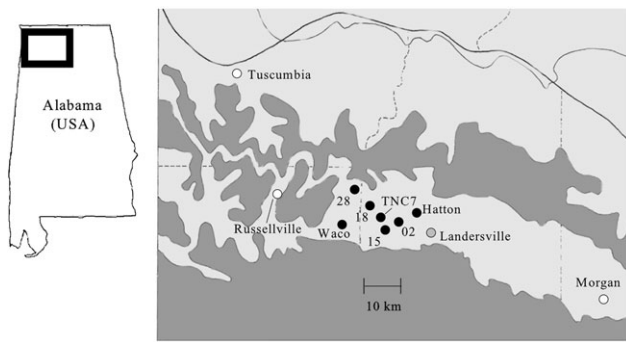 Alabama
(USA)
Tuscumbia
28
18
TNC7
Hatton
Russellville
Waco
15
02
Landersville
10 km
Morgan